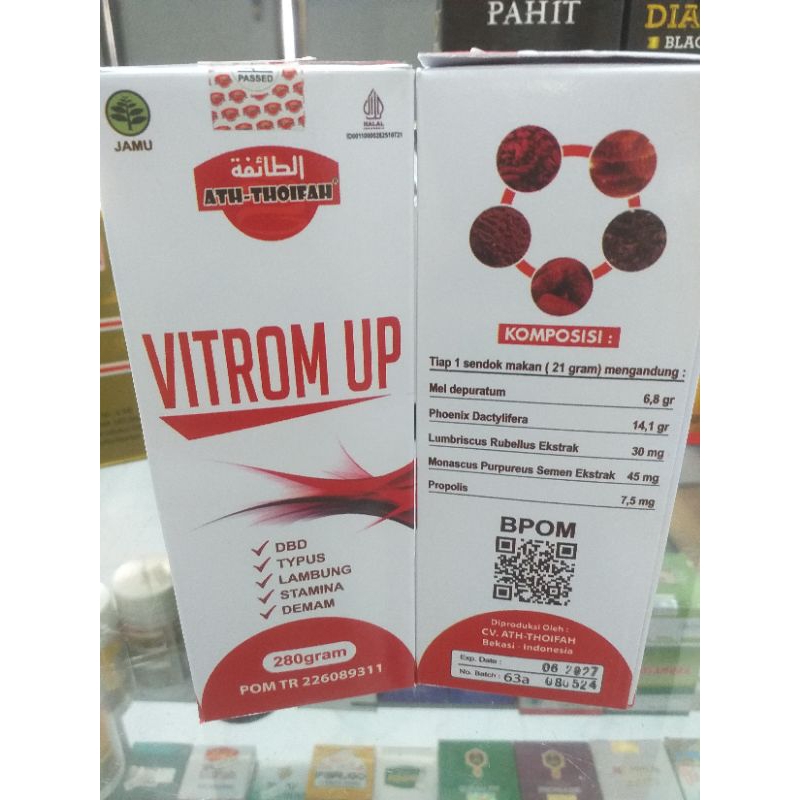 PAHIT
DIA
BLAC
PASSED
JAMU
HALAL
الطائفة
ATH-THOIFAH
VITROM UP
DBD
TYPUS
LAMBUNG
STAMINA
DEMAM
280gram
POM TR 226089311
KOMPOSISI :
Tiap 1 sendok makan ( 21 gram) mengandung :
Mel depuratum 6,8 gr
Phoenix Dactylifera 14,1 gr
Lumbriscus Rubellus Ekstrak 30 mg
Monascus Purpureus Semen Ekstrak 45 mg
Propolis 7,5 mg
BPOM
Diproduksi Oleh :
CV. ATH-THOIFAH
Bekasi - Indonesia
Exp. Date : 06 2027
No. Batch : 63a 080524